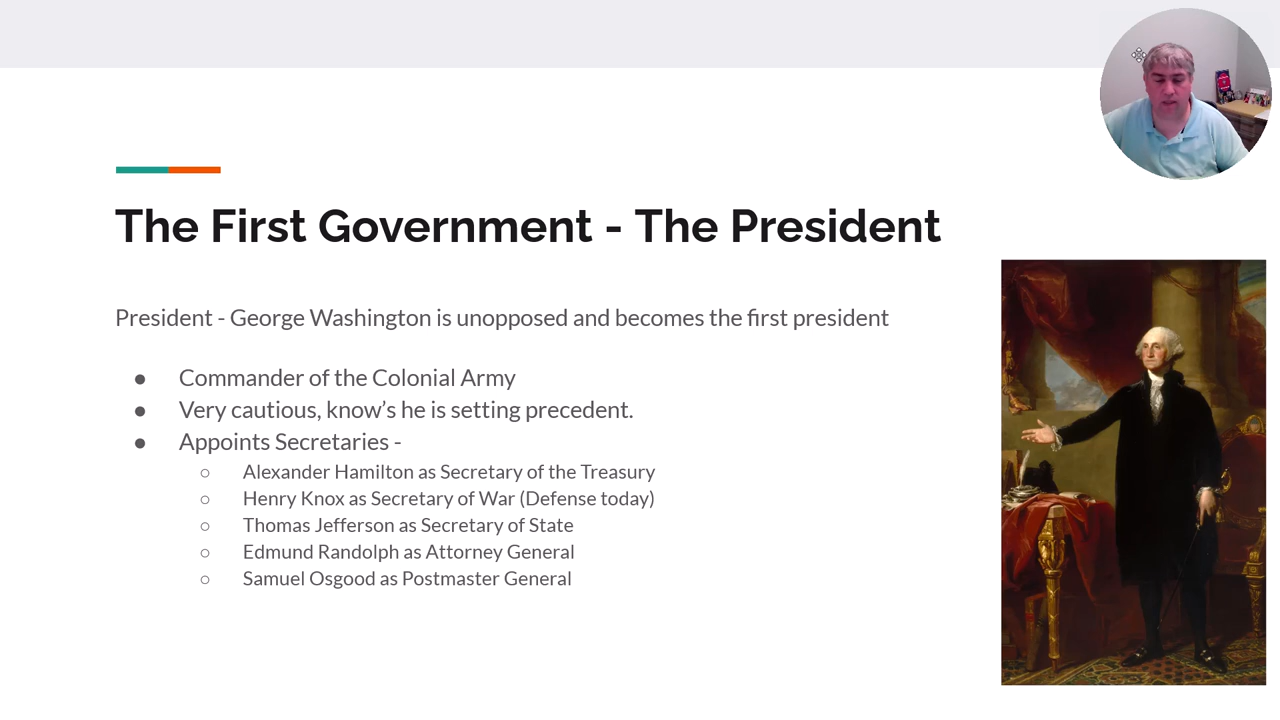 The First Government - The President
President - George Washington is unopposed and becomes the first president
● Commander of the Colonial Army
● Very cautious, know’s he is setting precedent.
● Appoints Secretaries -
○ Alexander Hamilton as Secretary of the Treasury
○ Henry Knox as Secretary of War (Defense today)
○ Thomas Jefferson as Secretary of State
○ Edmund Randolph as Attorney General
○ Samuel Osgood as Postmaster General